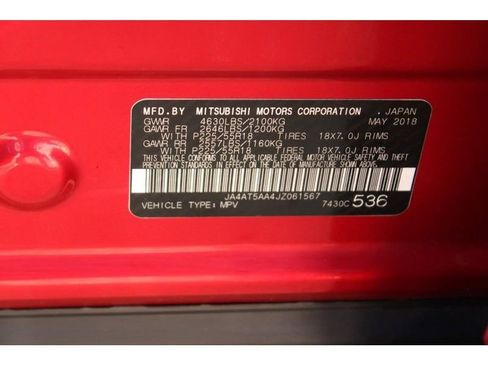 MFD.BY MITSUBISHI MOTORS CORPORATION . JAPAN
GVWR 4630LBS/2100KG MAY 2018
GAWR FR 2646LBS/1200KG
WITH P225/55R18 TIRES 18X7.0J RIMS
GAWR RR 2557LBS/1160KG
WITH P225/55R18 TIRES 18X7.0J RIMS
THIS VEHICLE CONFORMS TO ALL APPLICABLE FEDERAL MOTOR VEHICLE SAFETY AND
THEFT PREVENTION STANDARDS IN EFFECT ON THE DATE OF MANUFACTURE SHOWN ABOVE.
JA4AT5AA4JZ061567
VEHICLE TYPE: MPV 7430C 536